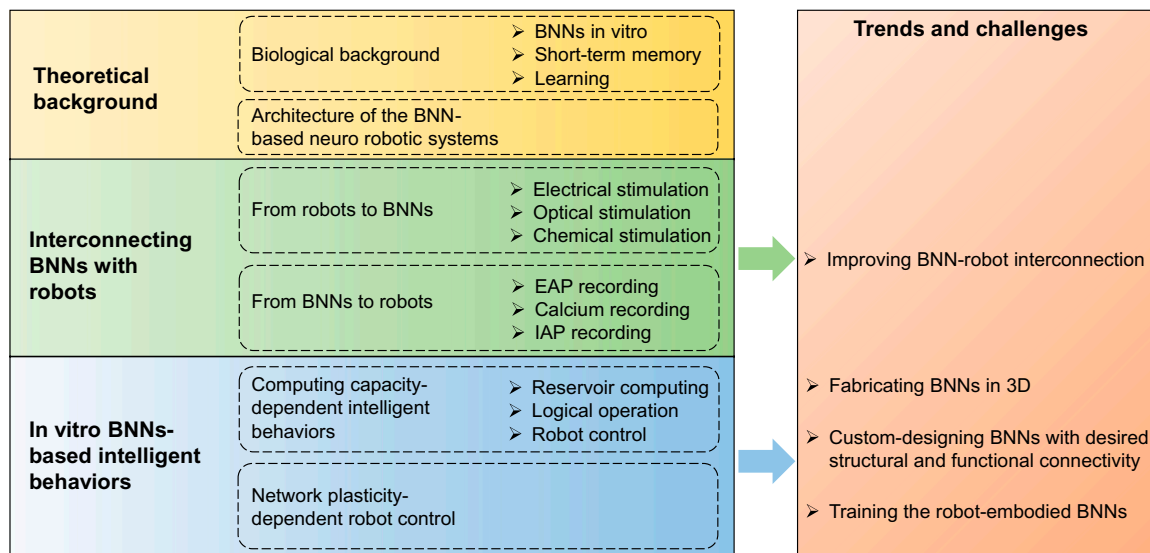 Theoretical
background
Biological background
➢ BNNs in vitro
➢ Short-term memory
➢ Learning
Architecture of the BNN-
based neuro robotic systems
Interconnecting
BNNs with
robots
From robots to BNNs
➢ Electrical stimulation
➢ Optical stimulation
➢ Chemical stimulation
From BNNs to robots
➢ EAP recording
➢ Calcium recording
➢ IAP recording
In vitro BNNs-
based intelligent
behaviors
Computing capacity-
dependent intelligent
behaviors
➢ Reservoir computing
➢ Logical operation
➢ Robot control
Network plasticity-
dependent robot control
Trends and challenges
➢ Improving BNN-robot interconnection
➢ Fabricating BNNs in 3D
➢ Custom-designing BNNs with desired
structural and functional connectivity
➢ Training the robot-embodied BNNs